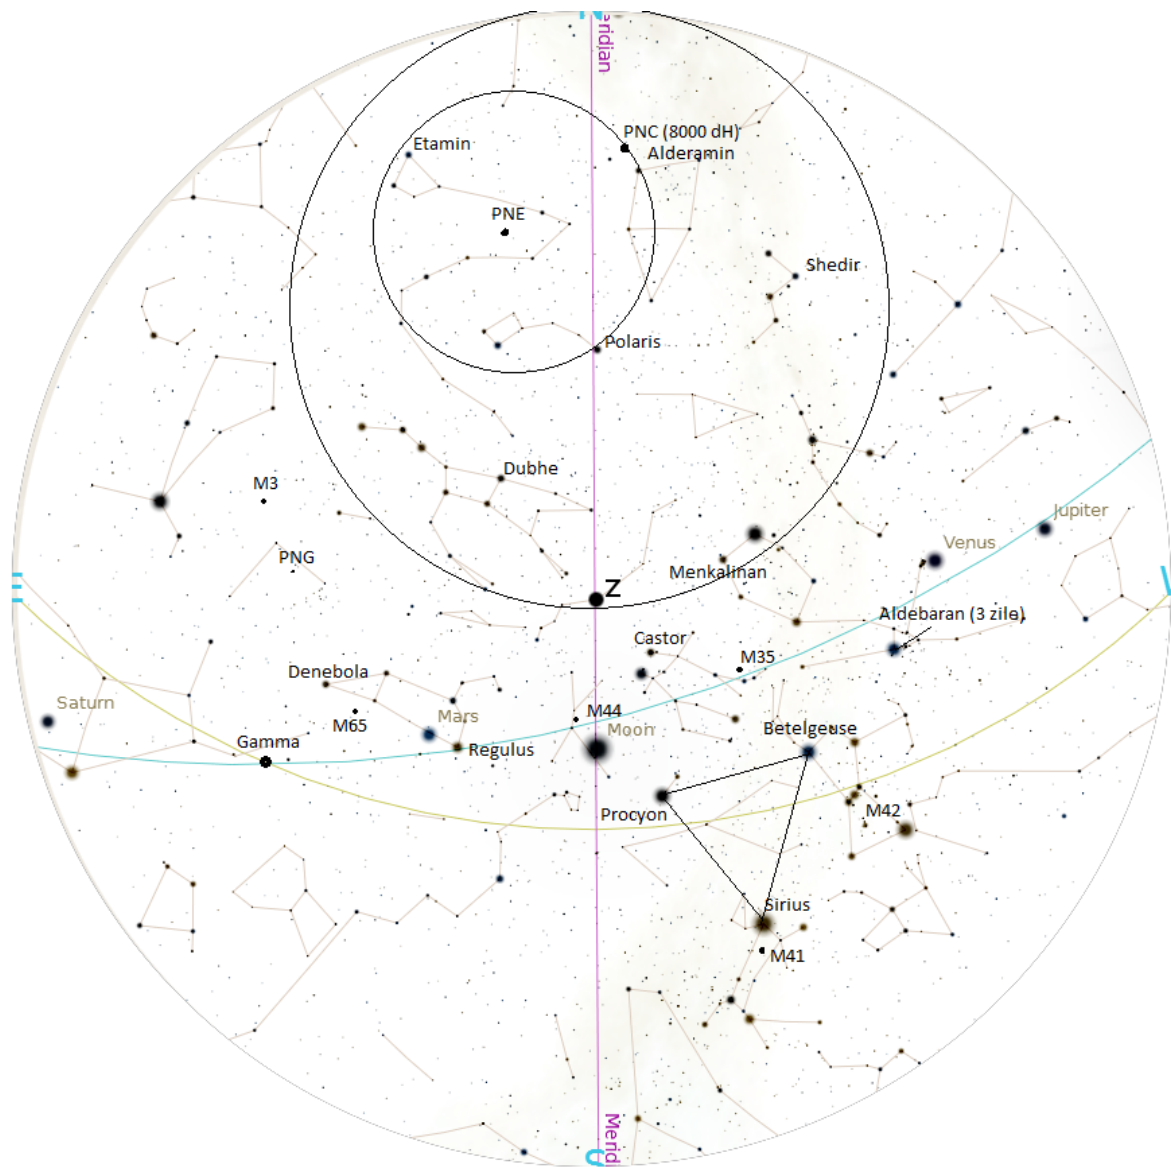 N
Meridian
Etamin
PNC (8000 dH)
Alderamin
PNE
Shedir
Polaris
Dubhe
M3
Jupiter
Venus
PNG
Menkalinan
E
Z
W
Aldebaran (3 zile)
Castor
M35
Denebola
Saturn
M65
Mars
M44
Moon
Betelgeuse
Gamma
Regulus
Procyon
M42
Sirius
M41
Merid
S